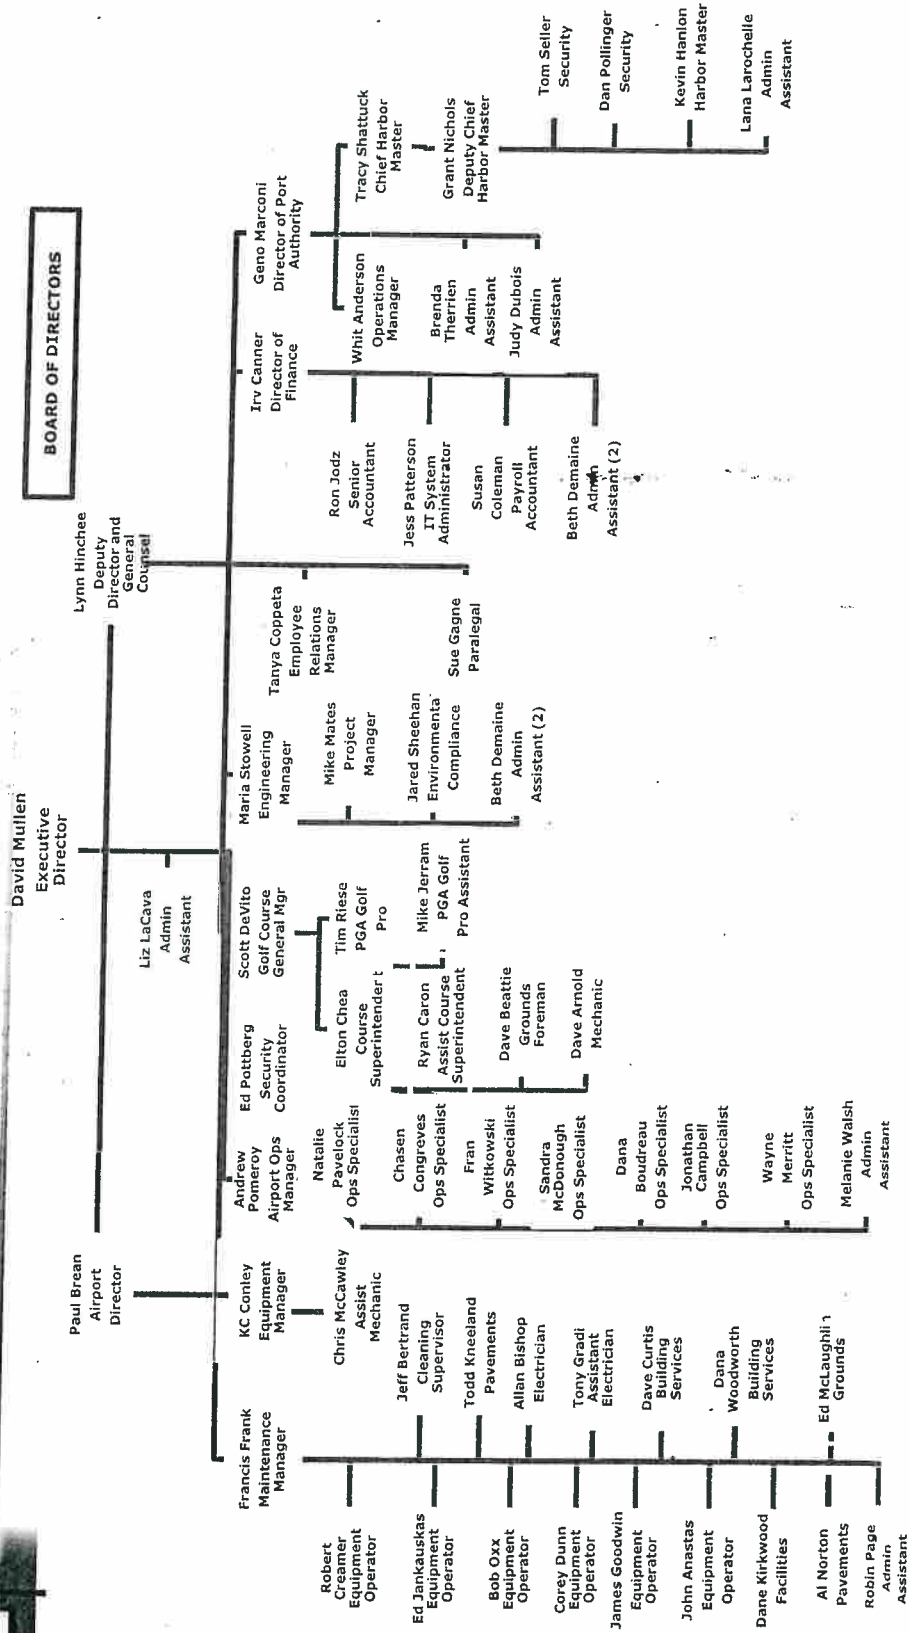 BOARD OF DIRECTORS
David Mullen
Executive
Director
Lynn Hinchee
Deputy
Director and
General
Counsel
Paul Brean
Airport
Director
Liz LaCava
Admin
Assistant
Francis Frank
Maintenance
Manager
KC Conley
Equipment
Manager
Andrew
Pomeroy
Airport Ops
Manager
Ed Pottberg
Security
Coordinator
Scott DeVito
Golf Course
General Mgr
Maria Stowell
Engineering
Manager
Irv Canner
Director of
Finance
Geno Marconi
Director of Port
Authority
Robert
Creamer
Equipment
Operator
Ed Jankauskas
Equipment
Operator
Bob Oxx
Equipment
Operator
Corey Dunn
Equipment
Operator
James Goodwin
Equipment
Operator
John Anastas
Equipment
Operator
Dane Kirkwood
Facilities
Al Norton
Pavements
Robin Page
Admin
Assistant
Jeff Bertrand
Cleaning
Supervisor
Todd Kneeland
Pavements
Allan Bishop
Electrician
Tony Gradi
Assistant
Electrician
Dave Curtis
Building
Services
Dana
Woodworth
Building
Services
Ed McLaughlin
Grounds
Chris McCawley
Assist
Mechanic
Natalie
Pavelock
Ops Specialist
Chasen
Congreves
Ops Specialist
Fran
Witkowski
Ops Specialist
Sandra
McDonough
Ops Specialist
Dana
Boudreau
Ops Specialist
Jonathan
Campbell
Ops Specialist
Wayne
Merritt
Ops Specialist
Melanie Walsh
Admin
Assistant
Elton Chea
Course
Superintendent
Ryan Caron
Assist Course
Superintendent
Dave Beattie
Grounds
Foreman
Dave Arnold
Mechanic
Tim Riese
PGA Golf
Pro
Mike Jerram
PGA Golf
Pro Assistant
Mike Mates
Project
Manager
Jared Sheehan
Environmenta
Compliance
Beth Demaine
Admin
Assistant (2)
Tanya Coppeta
Employee
Relations
Manager
Sue Gagne
Paralegal
Ron Jodz
Senior
Accountant
Jess Patterson
IT System
Administrator
Susan
Coleman
Payroll
Accountant
Beth Demaine
Admin
Assistant (2)
Whit Anderson
Operations
Manager
Brenda
Therrien
Admin
Assistant
Judy Dubois
Admin
Assistant
Tracy Shattuck
Chief Harbor
Master
Grant Nichols
Deputy Chief
Harbor Master
Tom Seller
Security
Dan Pollinger
Security
Kevin Hanlon
Harbor Master
Lana Larochelle
Admin
Assistant